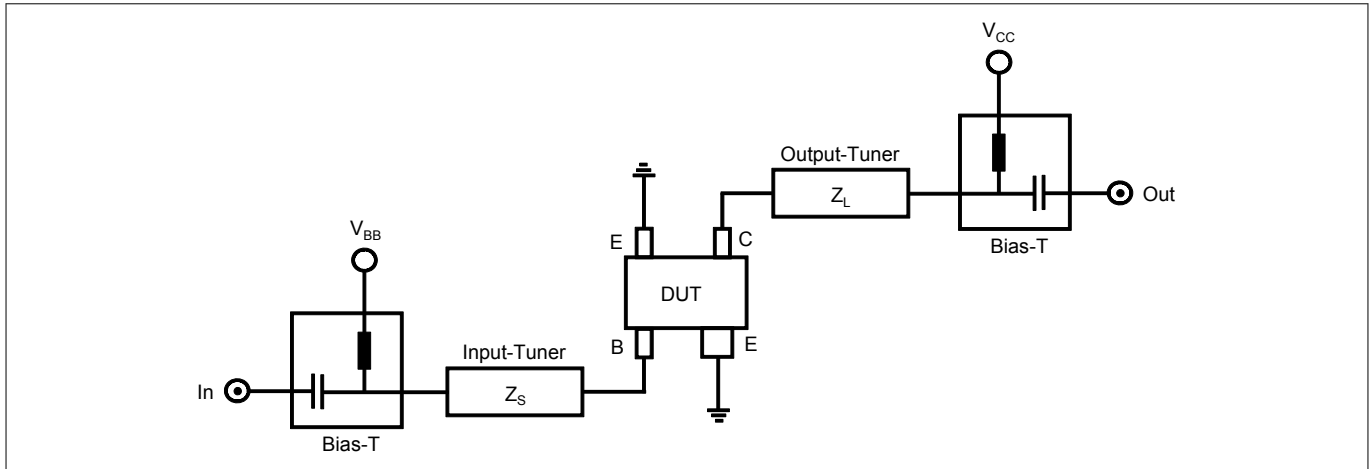 V_CC
Output-Tuner
Z_L
Out
Bias-T
E
C
DUT
B
E
V_BB
Input-Tuner
Z_S
In
Bias-T